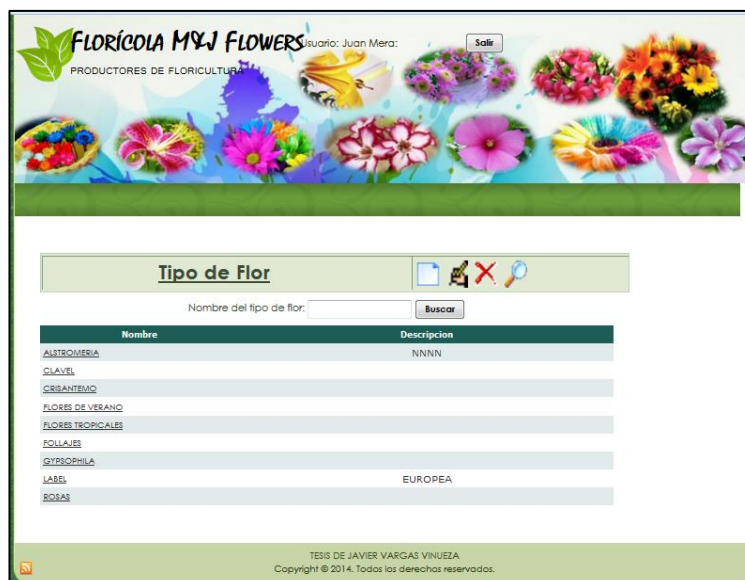 FLORÍCOLA M&J FLOWERS
Usuario: Juan Mera:
Salir
PRODUCTORES DE FLORICULTURA
Tipo de Flor
Nombre del tipo de flor:
Buscar
Nombre Descripcion
ALSTROMERIA NNNN
CLAVEL
CRISANTEMO
FLORES DE VERANO
FLORES TROPICALES
FOLLAJES
GYPSOPHILA
LABEL EUROPEA
ROSAS
TESIS DE JAVIER VARGAS VINUEZA
Copyright © 2014. Todos los derechos reservados.